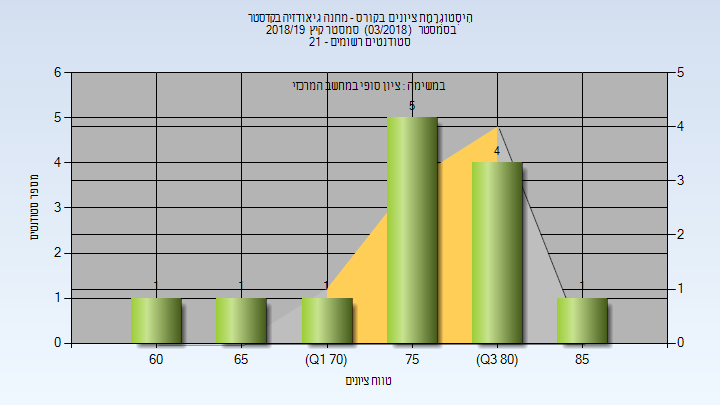 היסטוגרמת ציונים בקורס - מחנה גיאודזיה בקדסטר
בסמסטר (03/2018) סמסטר קיץ 2018/19
סטודנטים רשומים - 21
במשימה : ציון סופי במחשב המרכזי
6
5
4
3
2
1
0
5
4
3
2
1
0
מספר סטודנטים
1
1
1
5
4
1
60
65
(Q1 70)
75
(Q3 80)
85
טווח ציונים